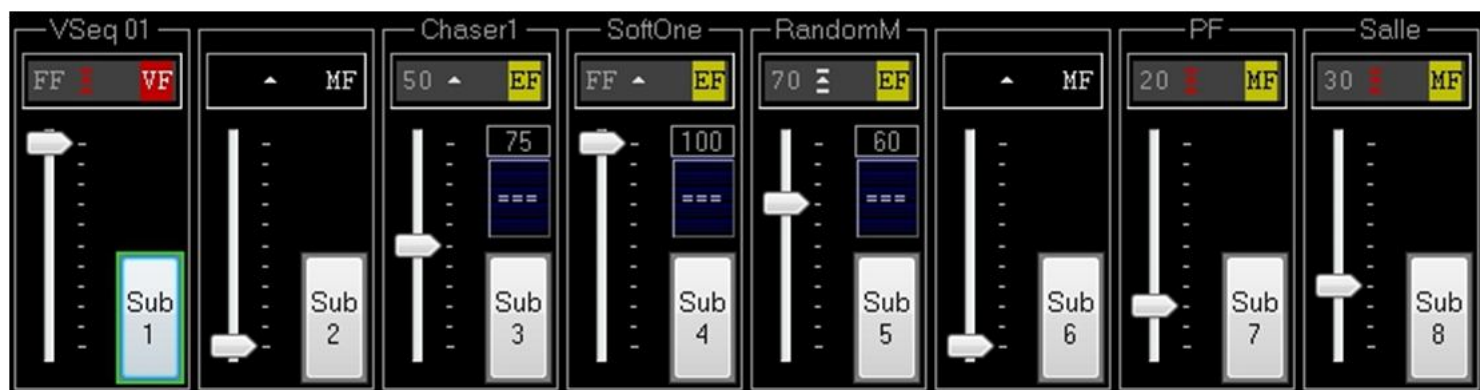 VSeq 01
FF VF
Sub
1
MF
Sub
2
Chaser1
50 EF
75
===
Sub
3
SoftOne
FF EF
100
===
Sub
4
RandomM
70 EF
60
===
Sub
5
MF
Sub
6
PF
20 MF
Sub
7
Salle
30 MF
Sub
8